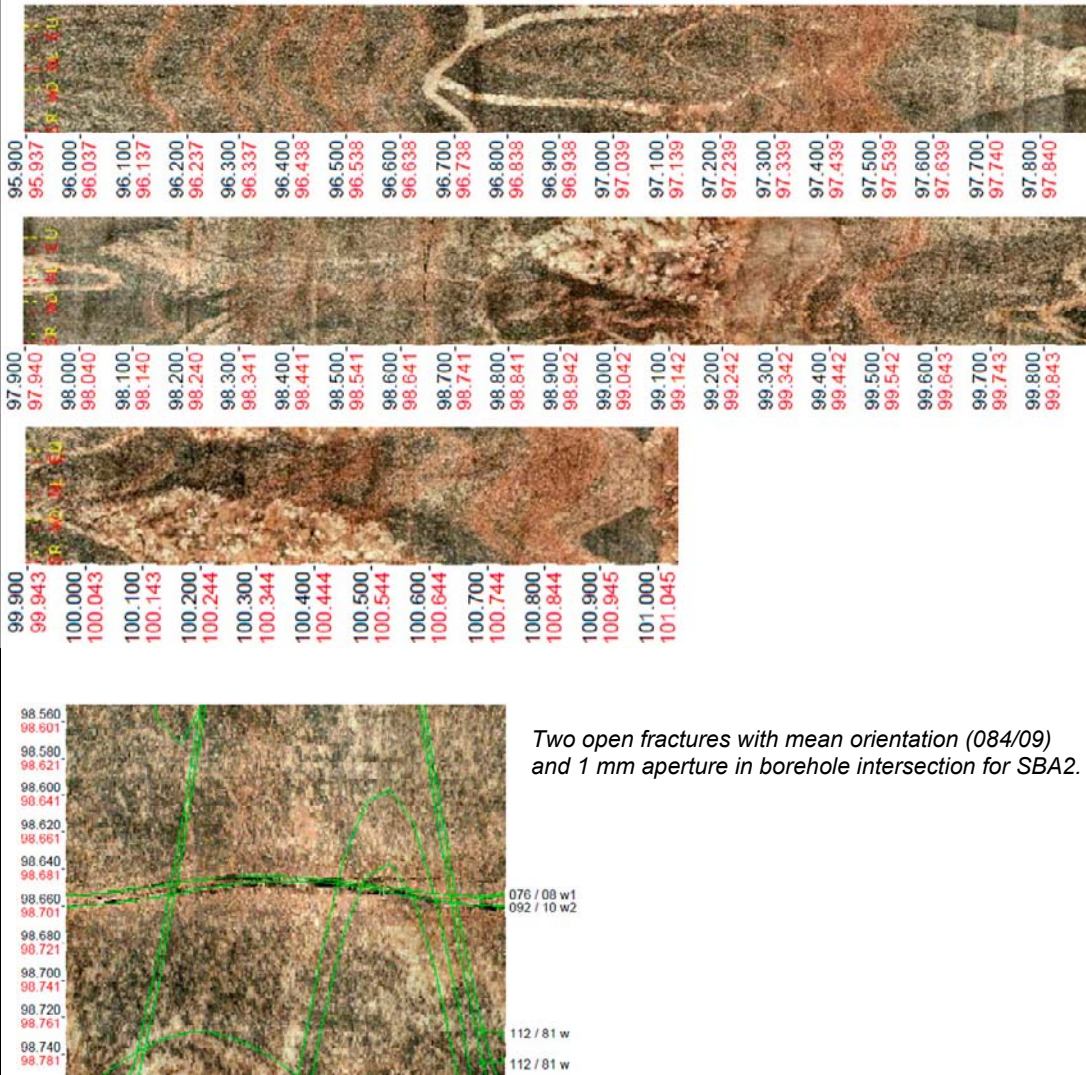 95.900 96.000 96.100 96.200 96.300 96.400 96.500 96.600 96.700 96.800 96.900 97.000 97.100 97.200 97.300 97.400 97.500 97.600 97.700 97.800
95.937 96.037 96.137 96.237 96.337 96.438 96.538 96.638 96.738 96.838 96.938 97.039 97.139 97.239 97.339 97.439 97.539 97.639 97.740 97.840
97.900 98.000 98.100 98.200 98.300 98.400 98.500 98.600 98.700 98.800 98.900 99.000 99.100 99.200 99.300 99.400 99.500 99.600 99.700 99.800
97.940 98.040 98.140 98.240 98.341 98.441 98.541 98.641 98.741 98.841 98.942 99.042 99.142 99.242 99.342 99.442 99.542 99.643 99.743 99.843
99.900 100.000 100.100 100.200 100.300 100.400 100.500 100.600 100.700 100.800 100.900 101.000
99.943 100.043 100.143 100.244 100.344 100.444 100.544 100.644 100.744 100.844 100.945 101.045
98.560
98.601
98.580
98.621
98.600
98.641
98.620
98.661
98.640
98.681
98.660
98.701
98.680
98.721
98.700
98.741
98.720
98.761
98.740
98.781
076 / 08 w1
092 / 10 w2
112 / 81 w
112 / 81 w
Two open fractures with mean orientation (084/09)
and 1 mm aperture in borehole intersection for SBA2.